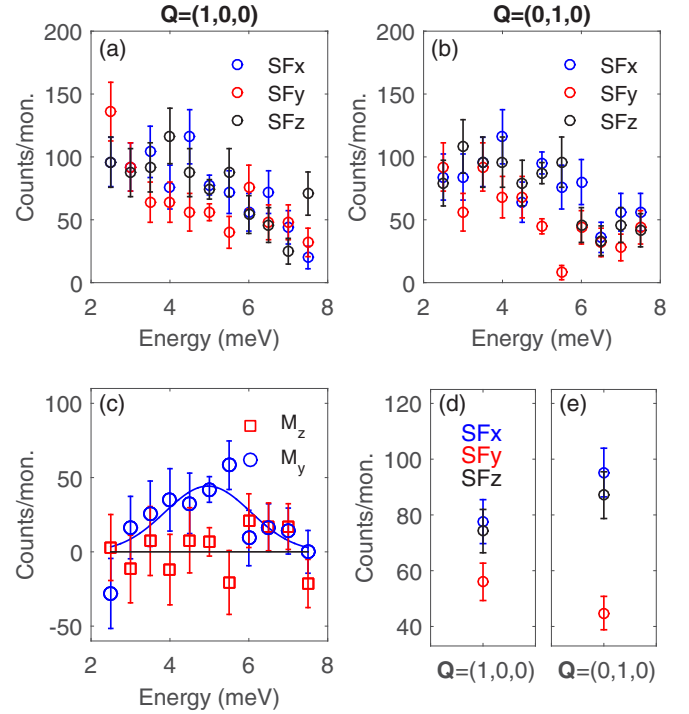 Q=(1,0,0)
(a)
SFx
SFy
SFz
Counts/mon.
200
150
100
50
0
2 4 6 8
Energy (meV)
Q=(0,1,0)
(b)
SFx
SFy
SFz
Counts/mon.
200
150
100
50
0
2 4 6 8
Energy (meV)
(c)
Mz
My
Counts/mon.
100
50
0
-50
2 4 6 8
Energy (meV)
(d)
SFx
SFy
SFz
Counts/mon.
120
100
80
60
40
Q=(1,0,0)
(e)
Q=(0,1,0)